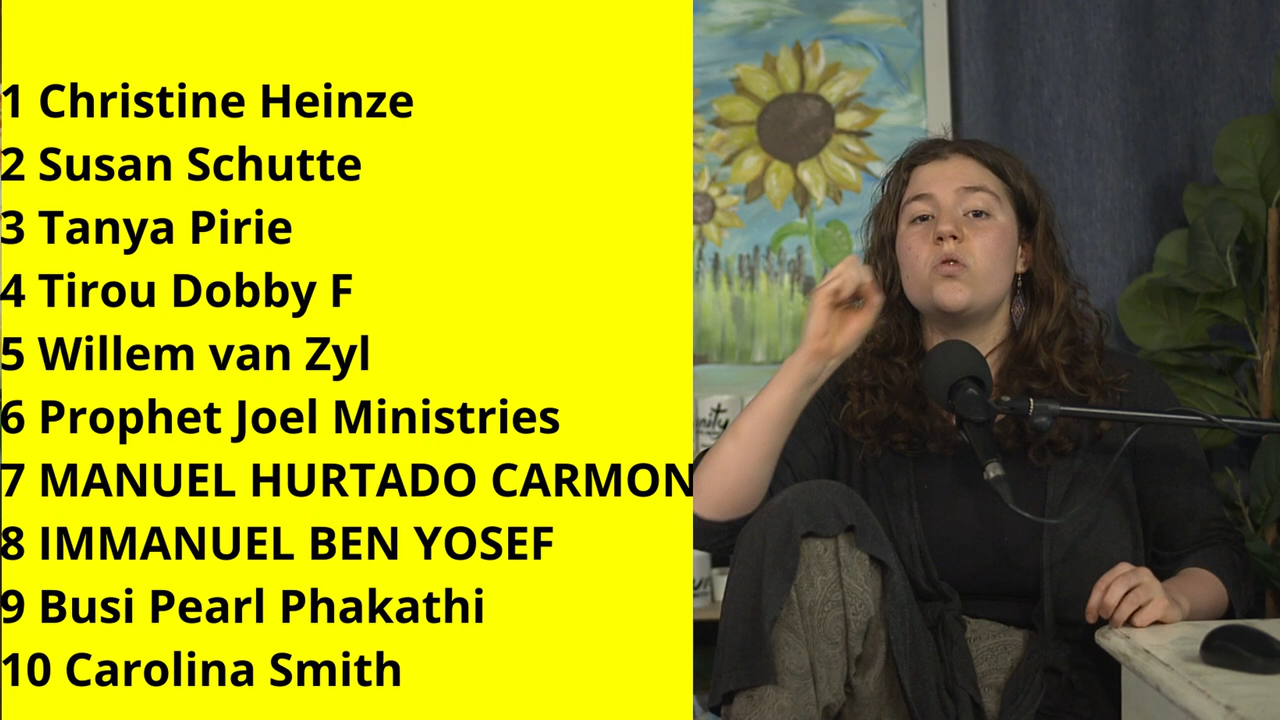 1 Christine Heinze
2 Susan Schutte
3 Tanya Pirie
4 Tirou Dobby F
5 Willem van Zyl
6 Prophet Joel Ministries
7 MANUEL HURTADO CARMON
8 IMMANUEL BEN YOSEF
9 Busi Pearl Phakathi
10 Carolina Smith